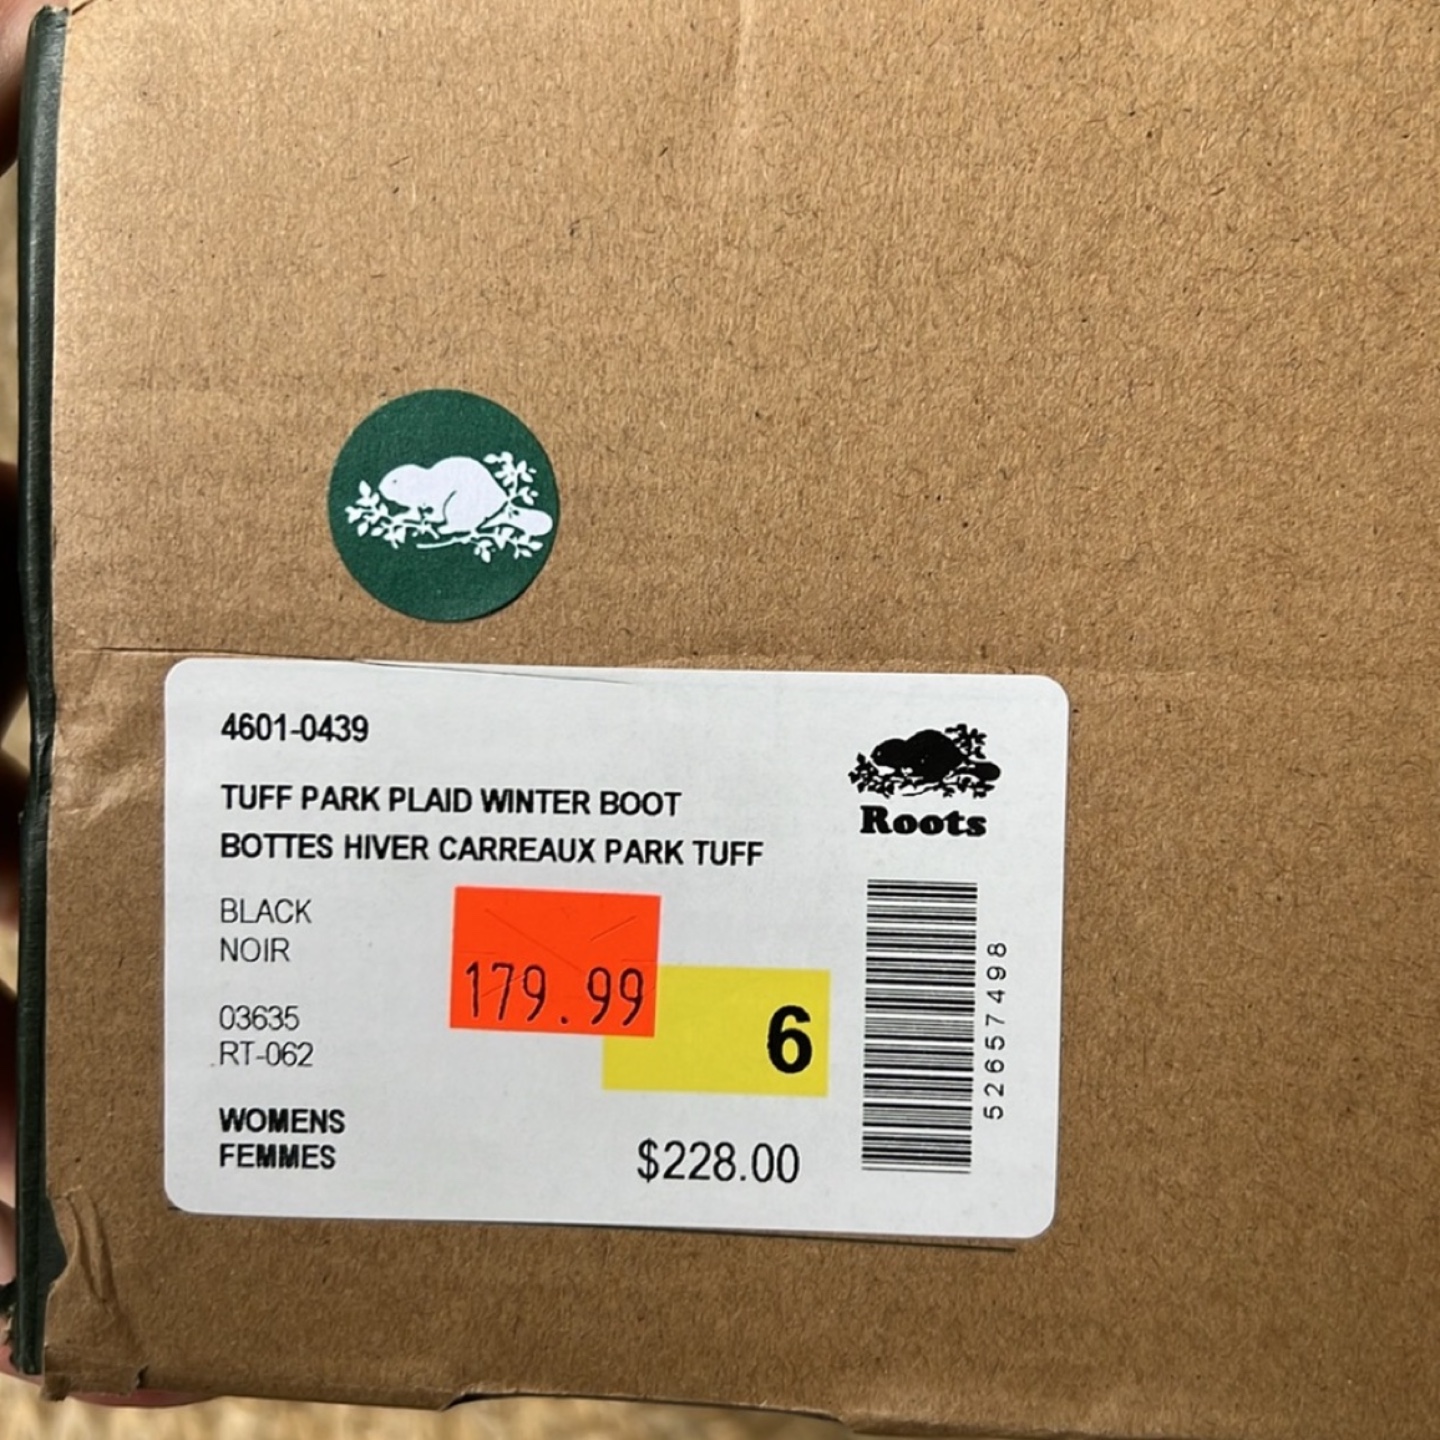 4601-0439
TUFF PARK PLAID WINTER BOOT
BOTTES HIVER CARREAUX PARK TUFF
Roots
BLACK
NOIR
179.99
03635
RT-062
6
WOMENS
FEMMES
$228.00
52657498